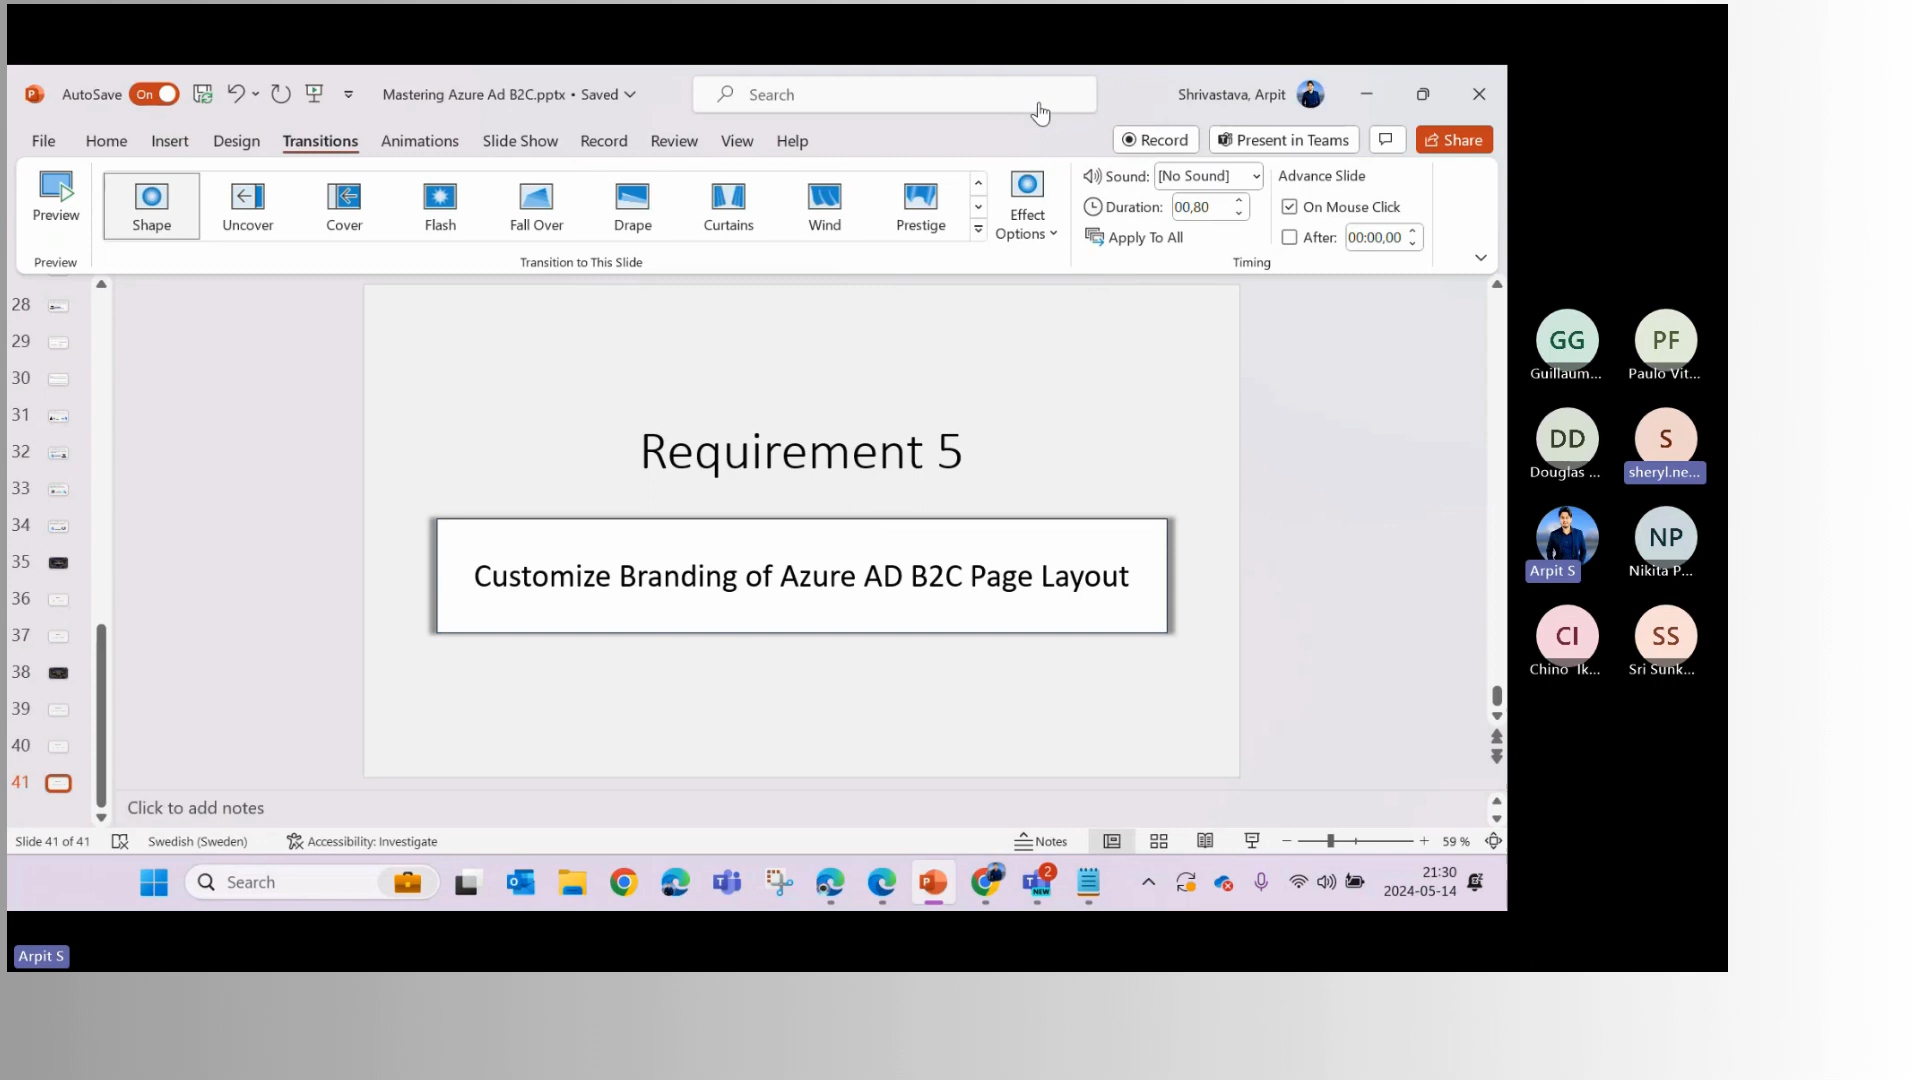 AutoSave On Mastering Azure Ad B2C.pptx • Saved Search Shrivastava, Arpit
File Home Insert Design Transitions Animations Slide Show Record Review View Help Record Present in Teams Share
Preview
Shape Uncover Cover Flash Fall Over Drape Curtains Wind Prestige
Effect
Options
Sound: [No Sound] Advance Slide
Duration: 00,80 On Mouse Click
Apply To All After: 00:00,00
Preview Transition to This Slide Timing
28
29
30
31
32
33
34
35
36
37
38
39
40
41
Requirement 5
Customize Branding of Azure AD B2C Page Layout
Click to add notes
Slide 41 of 41 Swedish (Sweden) Accessibility: Investigate Notes 59 %
Search 2 NEW 21:30
2024-05-14
GG PF
Guillaum... Paulo Vit...
DD S
Douglas ... sheryl.ne...
NP
Arpit S Nikita P...
CI SS
Chino Ik... Sri Sunk...
Arpit S